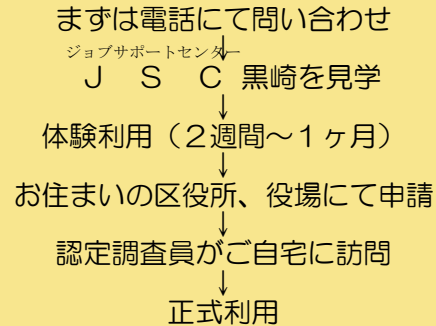 まずは電話にて問い合わせ
↓
ジョブサポートセンター
ＪＳＣ黒崎を見学
↓
体験利用（２週間～１ヶ月）
↓
お住まいの区役所、役場にて申請
↓
認定調査員がご自宅に訪問
↓
正式利用